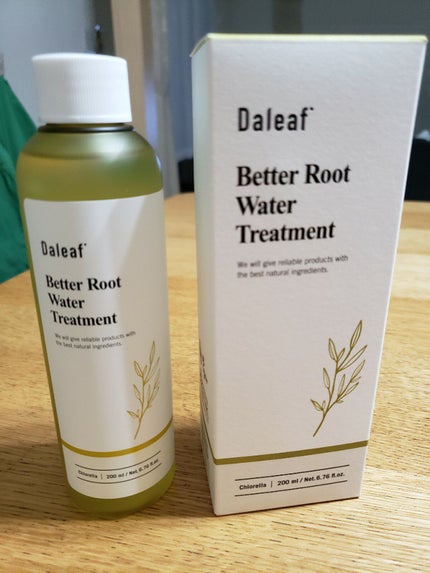 Daleaf
Better Root
Water
Treatment
We will give reliable products with
the best natural ingredients.
Chlorella | 200 ml / Net.6.76 fl.oz.
Daleaf
Better Root
Water
Treatment
We will give reliable products with
the best natural ingredients.
Chlorella | 200 ml / Net.6.76 fl.oz.